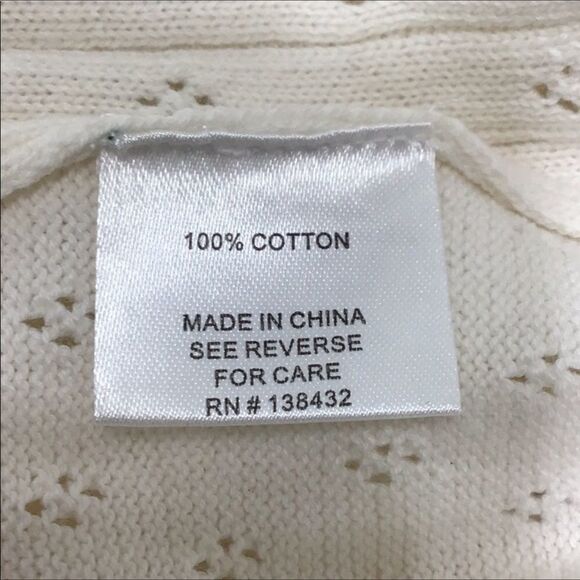 100% COTTON
MADE IN CHINA
SEE REVERSE
FOR CARE
RN # 138432